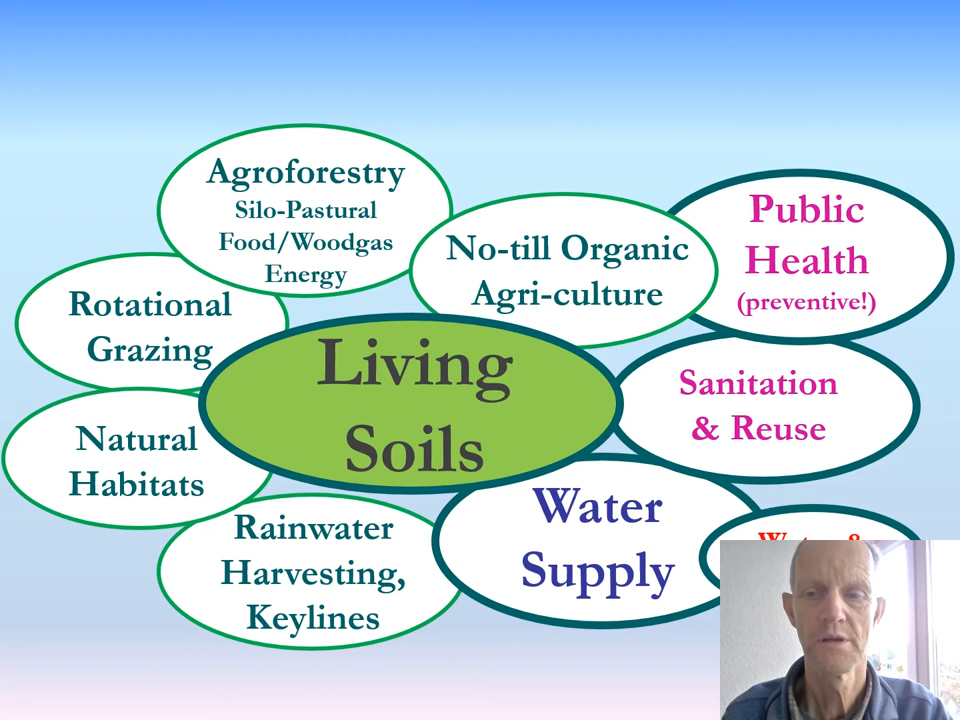 Agroforestry
Silo-Pastural
Food/Woodgas
Energy
No-till Organic
Agri-culture
Public
Health
(preventive!)
Rotational
Grazing
Living
Soils
Sanitation
& Reuse
Natural
Habitats
Water
Supply
Rainwater
Harvesting,
Keylines